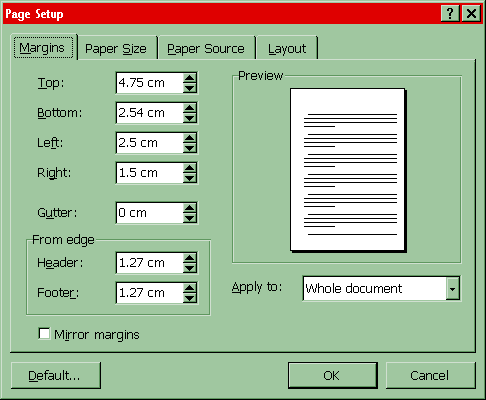 Page Setup
Margins Paper Size Paper Source Layout
Top: 4.75 cm
Bottom: 2.54 cm
Left: 2.5 cm
Right: 1.5 cm
Gutter: 0 cm
From edge
Header: 1.27 cm
Footer: 1.27 cm
Mirror margins
Preview
Apply to: Whole document
Default... OK Cancel